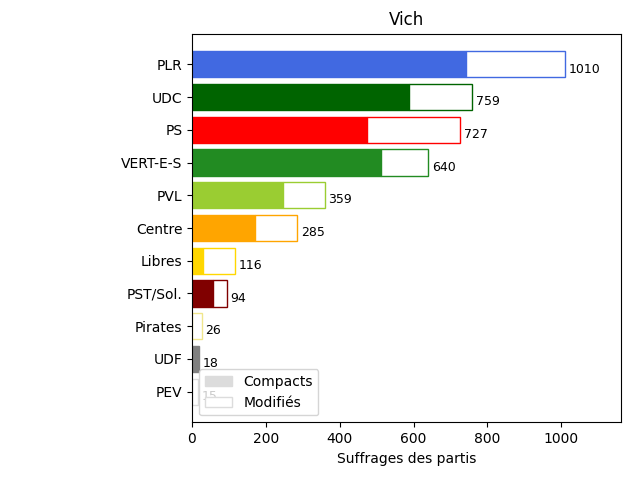 Vich
PLR 1010
UDC 759
PS 727
VERT-E-S 640
PVL 359
Centre 285
Libres 116
PST/Sol. 94
Pirates 26
UDF 18
PEV 15
Compacts
Modifiés
0 200 400 600 800 1000
Suffrages des partis